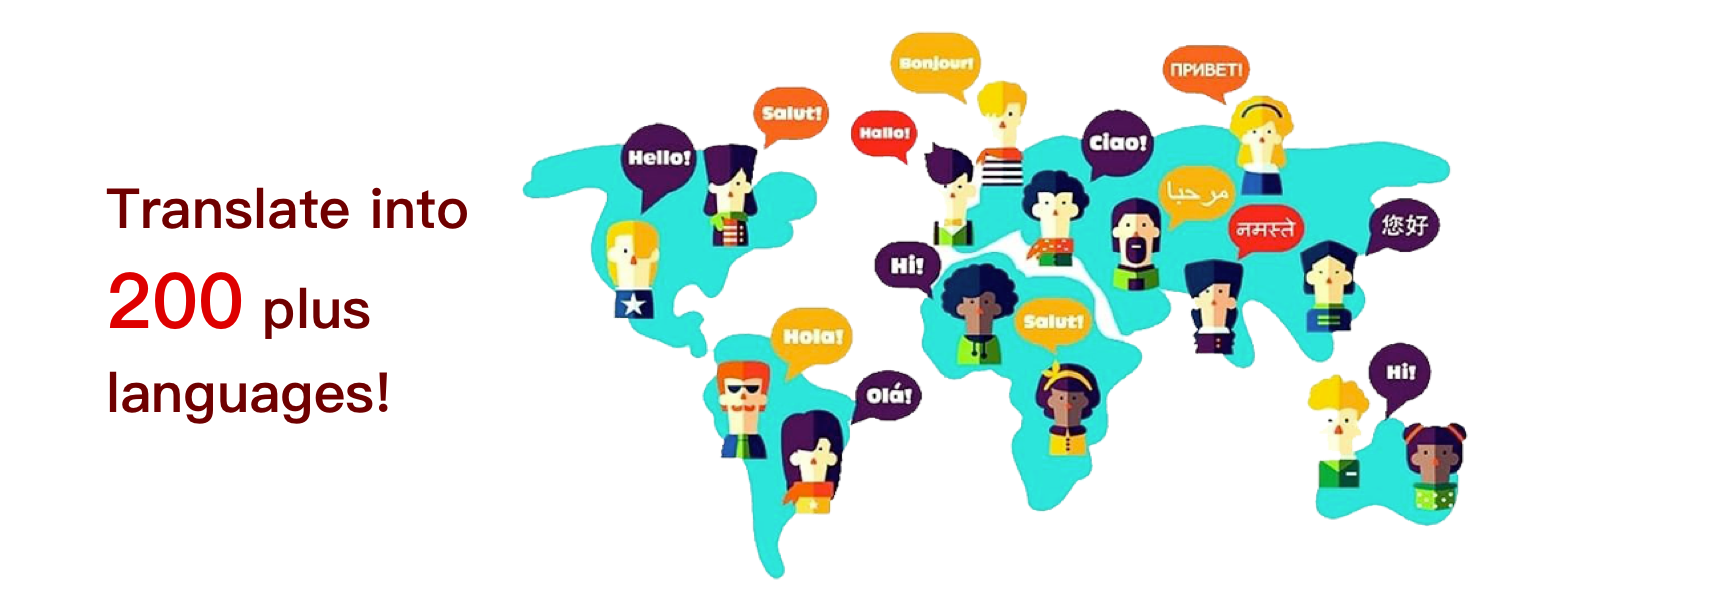 Translate into
200 plus
languages!
Bonjour!
ПРИВЕТ!
Salut!
Hallo!
Ciao!
Hello!
مرحبا
नमस्ते
您好
Hi!
Salut!
Hola!
Hi!
Olá!